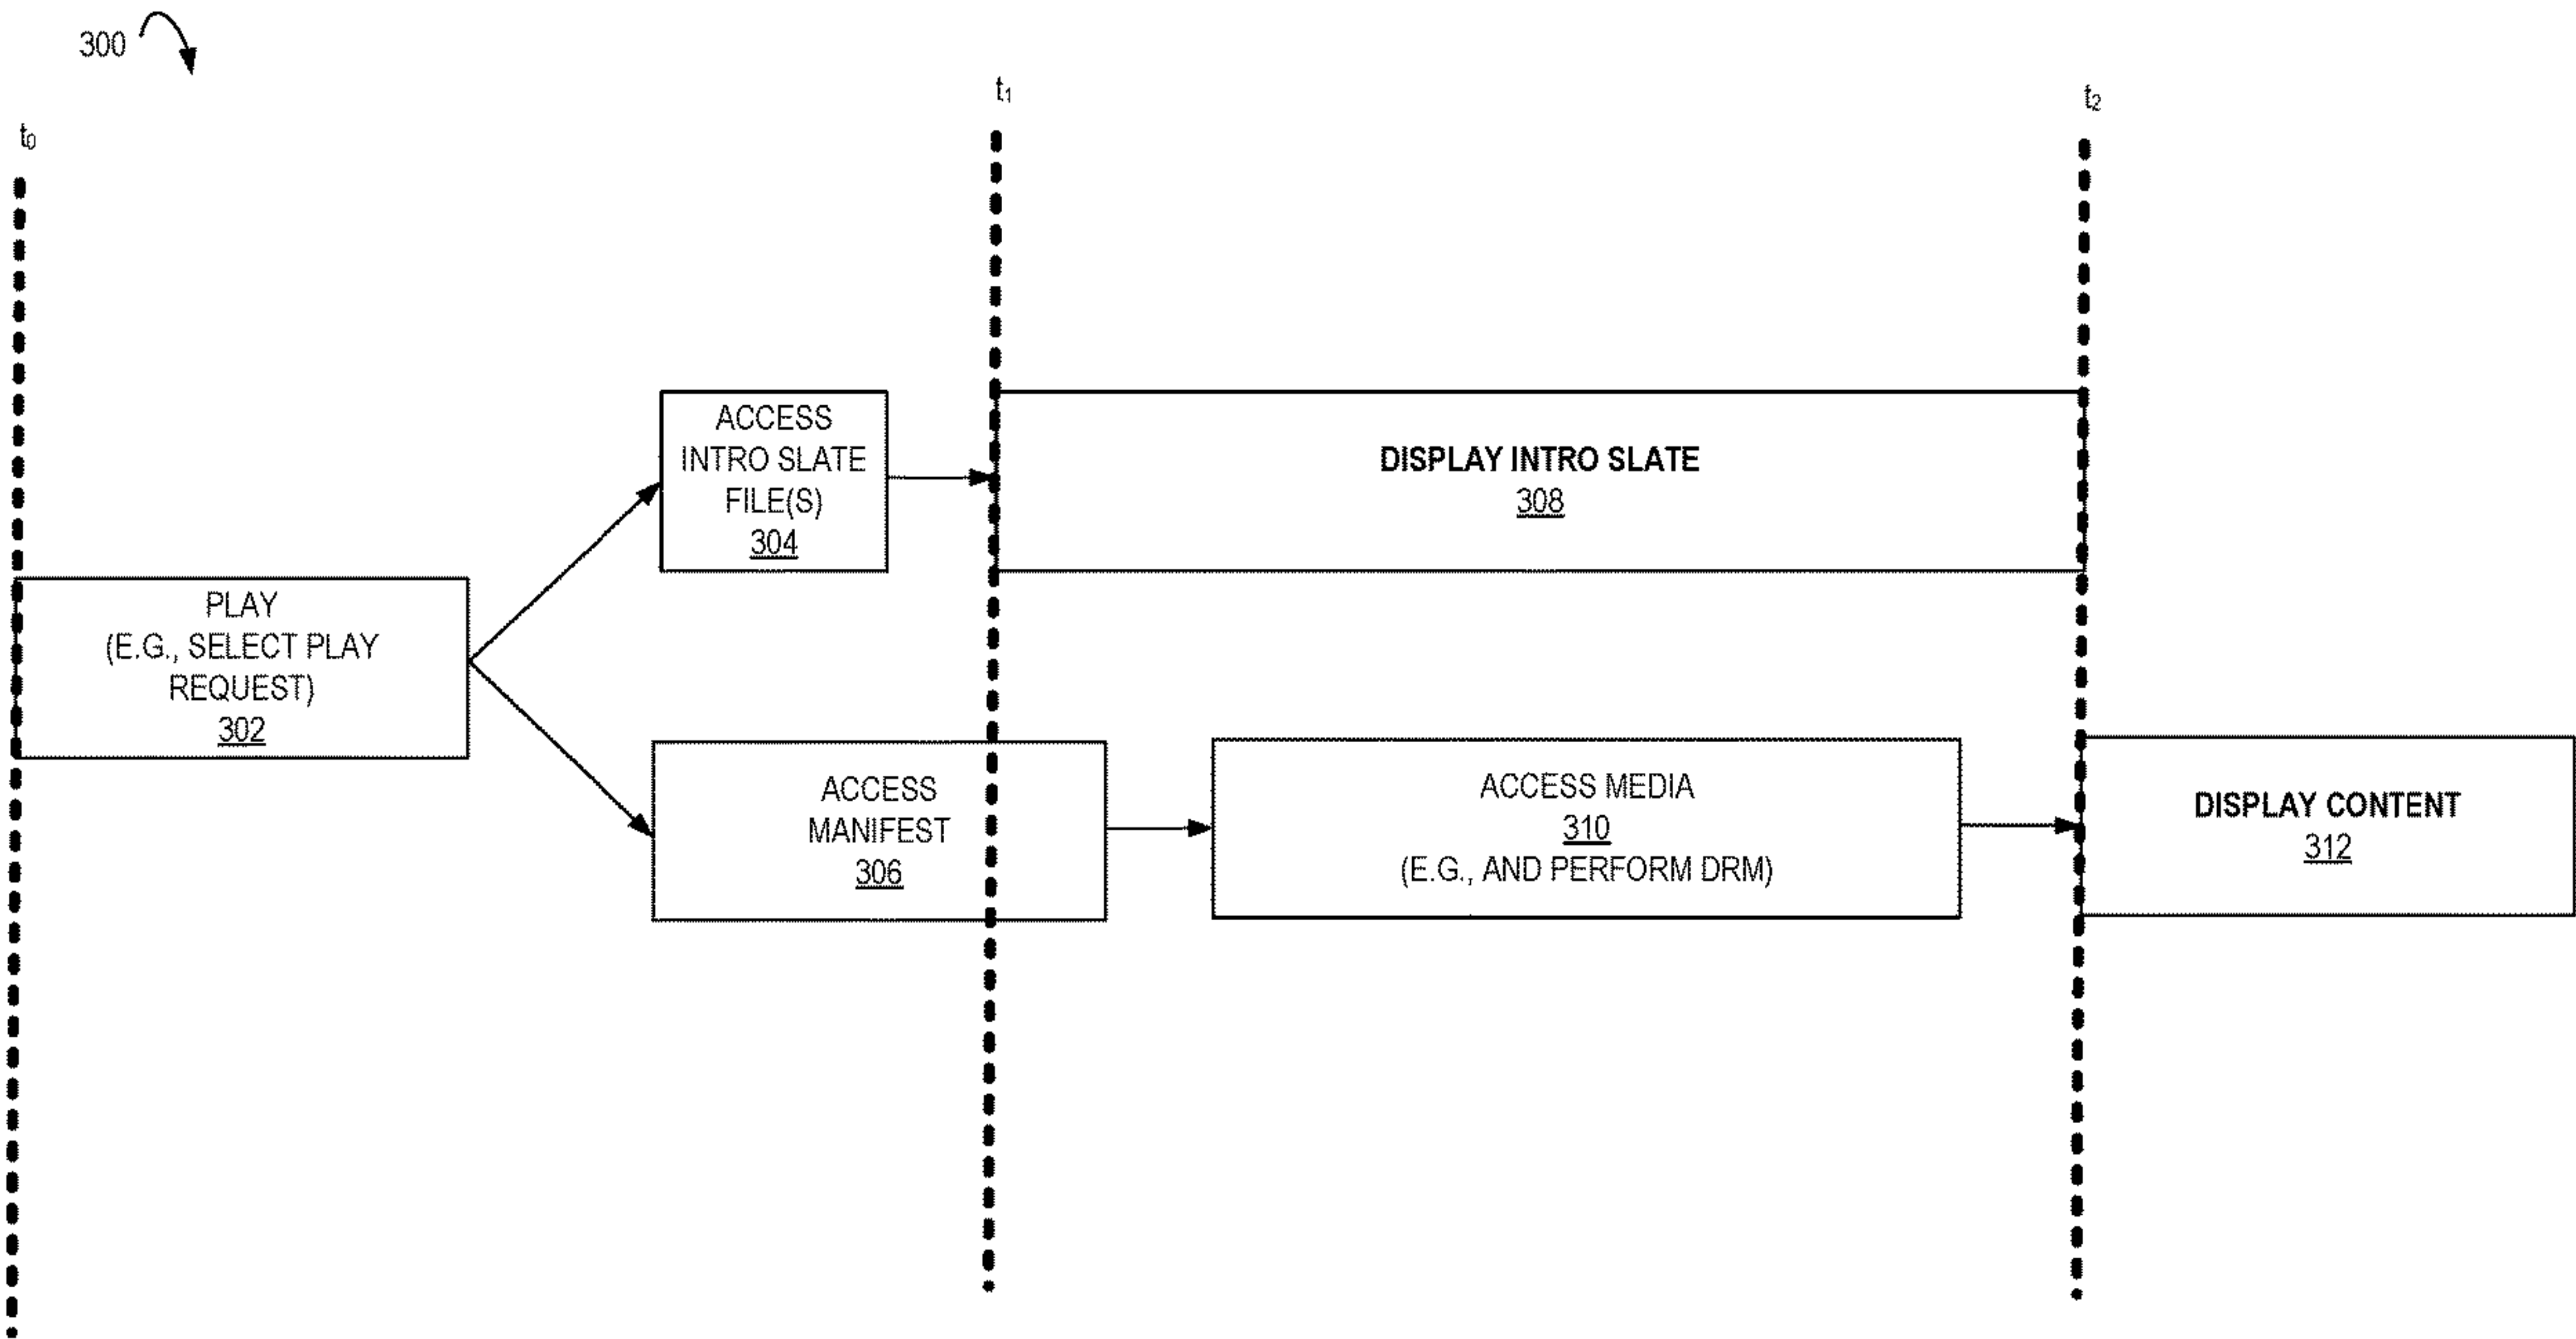 300
t0
t1
t2
ACCESS
INTRO SLATE
FILE(S)
304
DISPLAY INTRO SLATE
308
PLAY
(E.G., SELECT PLAY
REQUEST)
302
ACCESS
MANIFEST
306
ACCESS MEDIA
310
(E.G., AND PERFORM DRM)
DISPLAY CONTENT
312